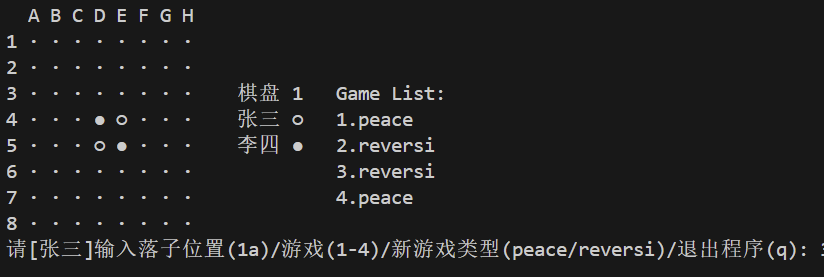 A B C D E F G H
1 · · · · · · · ·
2 · · · · · · · ·
3 · · · · · · · · 棋盘 1 Game List:
4 · · · ● ○ · · · 张三 ○ 1.peace
5 · · · ○ ● · · · 李四 ● 2.reversi
6 · · · · · · · · 3.reversi
7 · · · · · · · · 4.peace
8 · · · · · · · ·
请[张三]输入落子位置(1a)/游戏(1-4)/新游戏类型(peace/reversi)/退出程序(q):